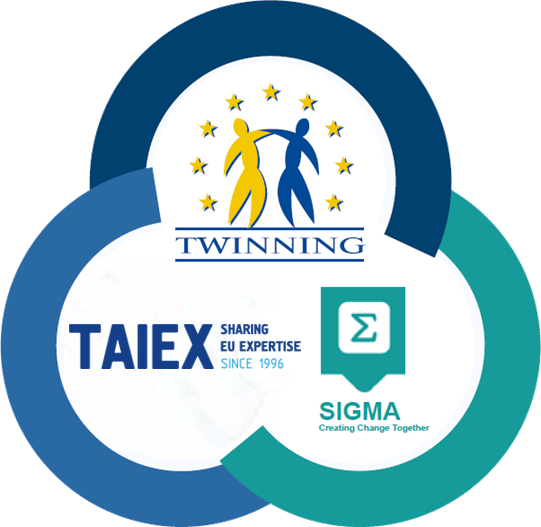 TWINNING
TAIEX
SHARING
EU EXPERTISE
SINCE 1996
Σ
SIGMA
Creating Change Together